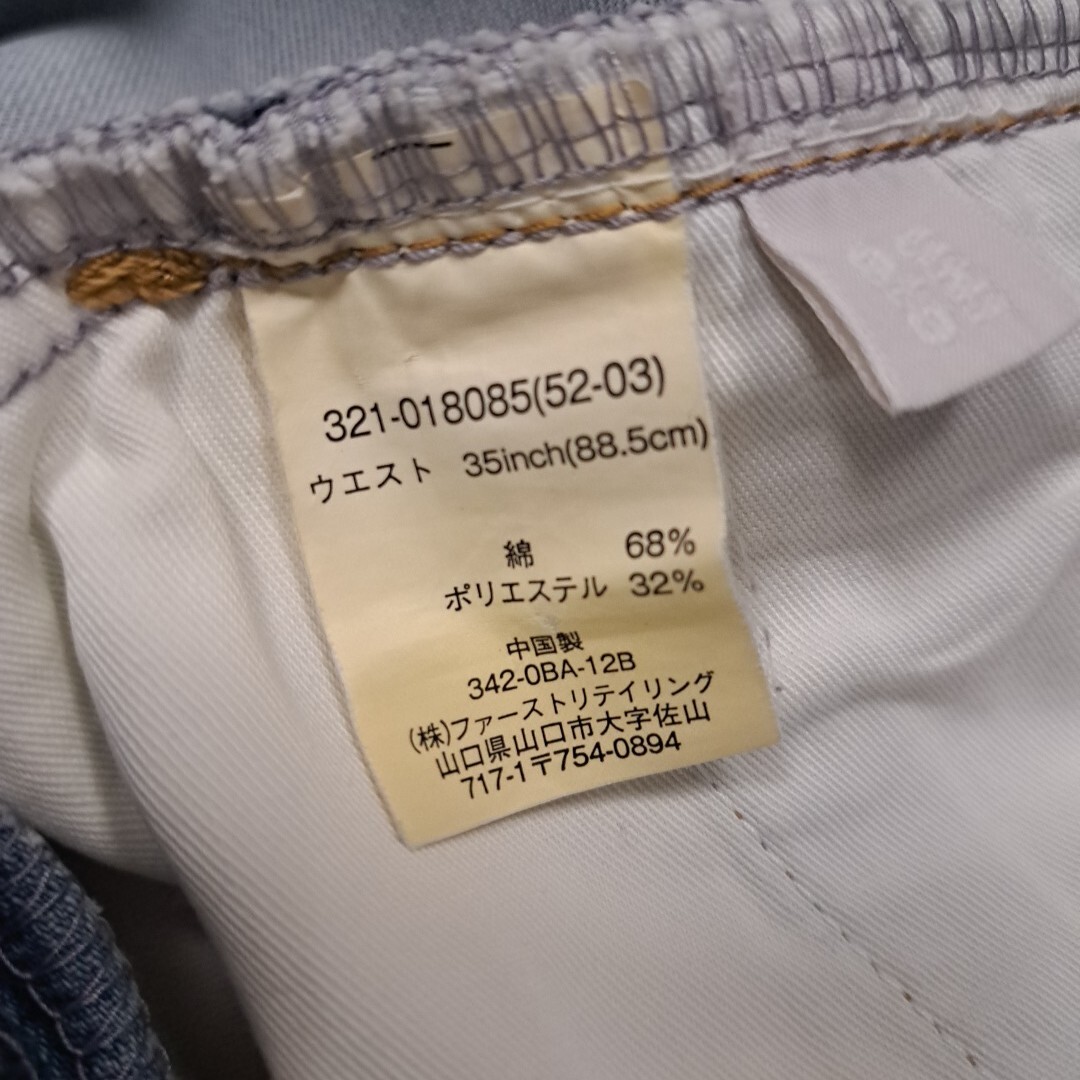 321-018085(52-03)
ウエスト 35inch(88.5cm)
綿 68%
ポリエステル 32%
中国製
342-0BA-12B
(株)ファーストリテイリング
山口県山口市大字佐山
717-1〒754-0894